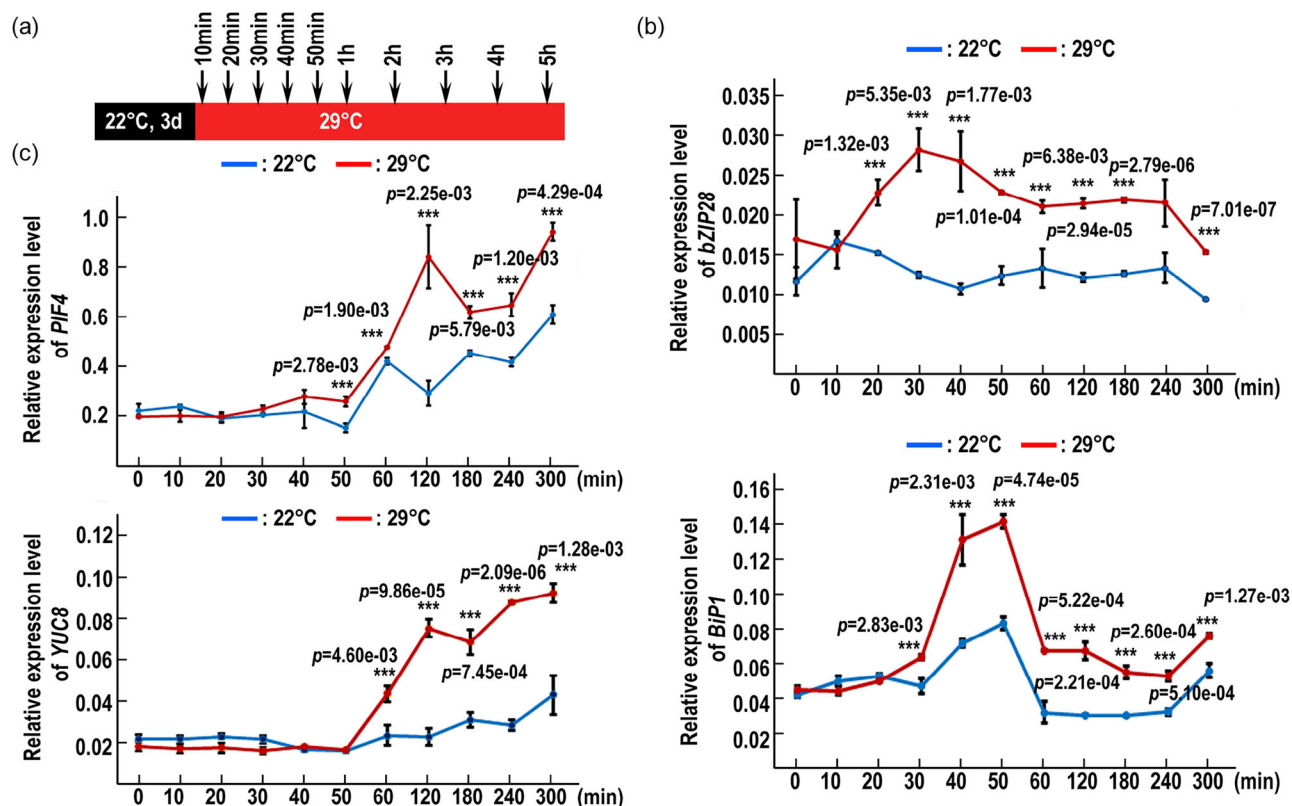 (a)
10min
20min
30min
40min
50min
1h
2h
3h
4h
5h
22°C, 3d
29°C
(b)
: 22°C
: 29°C
Relative expression level
of bZIP28
0.035
0.030
0.025
0.020
0.015
0.010
0.005
p=1.32e-03
***
p=5.35e-03
***
p=1.77e-03
***
***
p=1.01e-04
***
p=6.38e-03
***
p=2.94e-05
***
p=2.79e-06
p=7.01e-07
***
0 10 20 30 40 50 60 120 180 240 300 (min)
: 22°C
: 29°C
Relative expression level
of BiP1
0.16
0.14
0.12
0.10
0.08
0.06
0.04
0.02
0.00
p=2.83e-03
***
p=2.31e-03
***
p=4.74e-05
***
p=5.22e-04
***
***
p=2.21e-04
p=2.60e-04
***
***
p=5.10e-04
p=1.27e-03
***
0 10 20 30 40 50 60 120 180 240 300 (min)
(c)
: 22°C
: 29°C
Relative expression level
of PIF4
1.0
0.8
0.6
0.4
0.2
p=2.78e-03
***
p=1.90e-03
***
p=2.25e-03
***
***
p=5.79e-03
p=1.20e-03
***
p=4.29e-04
***
0 10 20 30 40 50 60 120 180 240 300 (min)
: 22°C
: 29°C
Relative expression level
of YUC8
0.12
0.10
0.08
0.06
0.04
0.02
0.00
p=4.60e-03
***
p=9.86e-05
***
***
p=7.45e-04
p=2.09e-06
***
p=1.28e-03
***
0 10 20 30 40 50 60 120 180 240 300 (min)